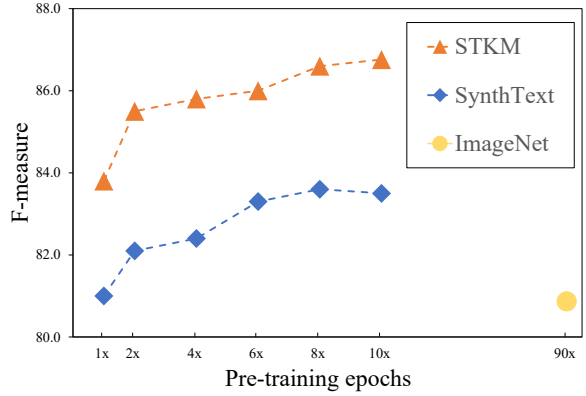 88.0
86.0
84.0
82.0
80.0
F-measure
STKM
SynthText
ImageNet
1x 2x 4x 6x 8x 10x 90x
Pre-training epochs